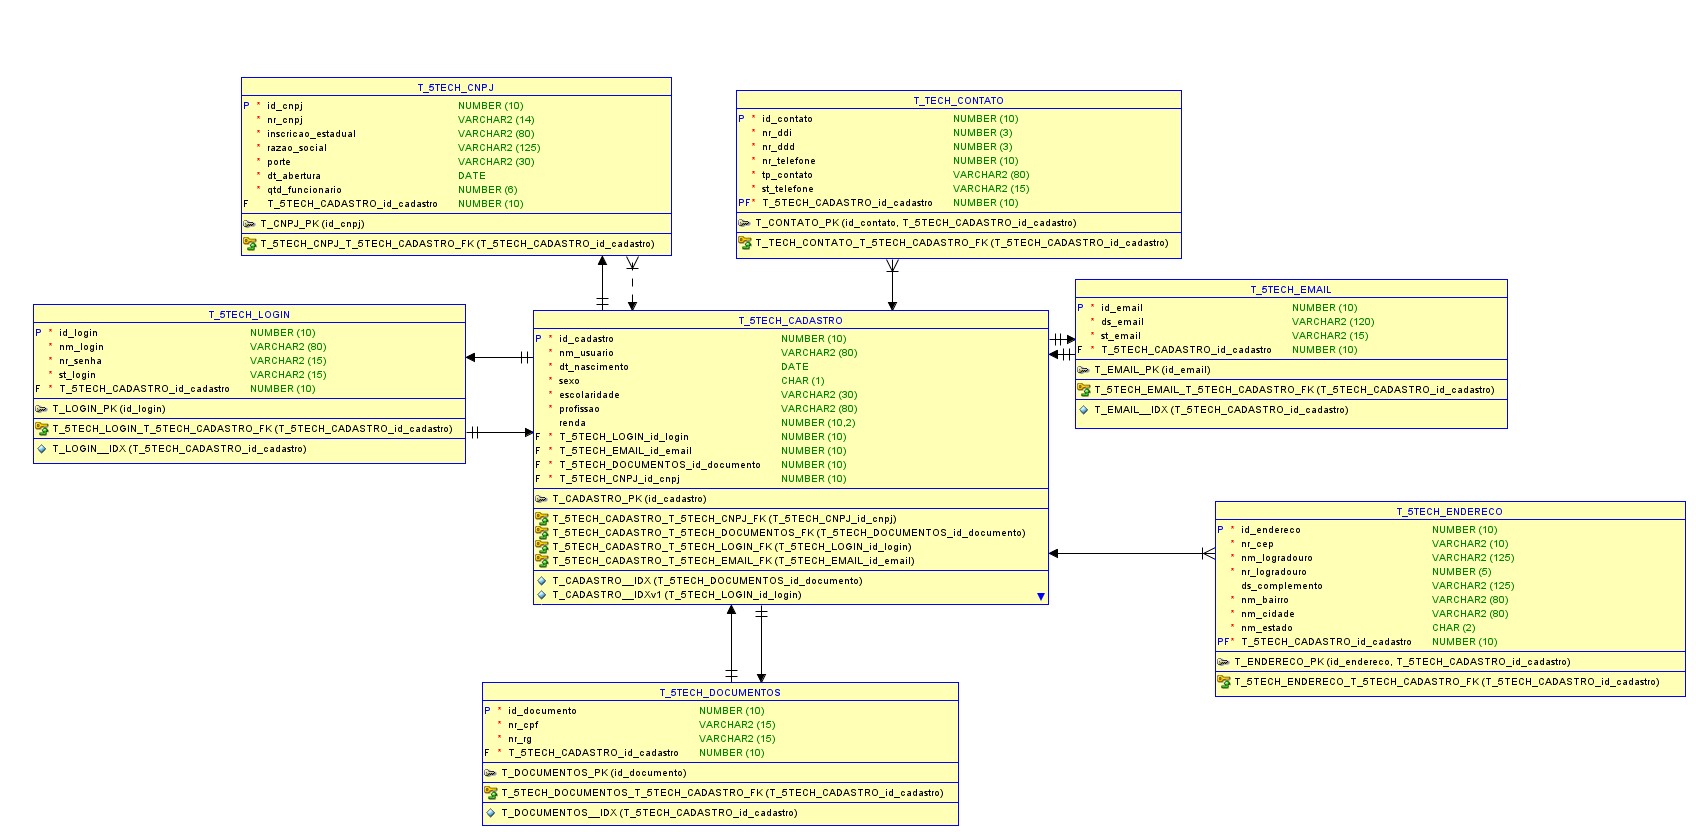 T_5TECH_CNPJ
P * id_cnpj NUMBER (10)
* nr_cnpj VARCHAR2 (14)
* inscricao_estadual VARCHAR2 (80)
* razao_social VARCHAR2 (125)
* porte VARCHAR2 (30)
* dt_abertura DATE
* qtd_funcionario NUMBER (6)
F T_5TECH_CADASTRO_id_cadastro NUMBER (10)
T_CNPJ_PK (id_cnpj)
T_5TECH_CNPJ_T_5TECH_CADASTRO_FK (T_5TECH_CADASTRO_id_cadastro)
T_TECH_CONTATO
P * id_contato NUMBER (10)
* nr_ddi NUMBER (3)
* nr_ddd NUMBER (3)
* nr_telefone NUMBER (10)
* tp_contato VARCHAR2 (80)
* st_telefone VARCHAR2 (15)
PF* T_5TECH_CADASTRO_id_cadastro NUMBER (10)
T_CONTATO_PK (id_contato, T_5TECH_CADASTRO_id_cadastro)
T_TECH_CONTATO_T_5TECH_CADASTRO_FK (T_5TECH_CADASTRO_id_cadastro)
T_5TECH_EMAIL
P * id_email NUMBER (10)
* ds_email VARCHAR2 (120)
* st_email VARCHAR2 (15)
F * T_5TECH_CADASTRO_id_cadastro NUMBER (10)
T_EMAIL_PK (id_email)
T_5TECH_EMAIL_T_5TECH_CADASTRO_FK (T_5TECH_CADASTRO_id_cadastro)
T_EMAIL__IDX (T_5TECH_CADASTRO_id_cadastro)
T_5TECH_LOGIN
P * id_login NUMBER (10)
* nm_login VARCHAR2 (80)
* nr_senha VARCHAR2 (15)
* st_login VARCHAR2 (15)
F * T_5TECH_CADASTRO_id_cadastro NUMBER (10)
T_LOGIN_PK (id_login)
T_5TECH_LOGIN_T_5TECH_CADASTRO_FK (T_5TECH_CADASTRO_id_cadastro)
T_LOGIN__IDX (T_5TECH_CADASTRO_id_cadastro)
T_5TECH_CADASTRO
P * id_cadastro NUMBER (10)
* nm_usuario VARCHAR2 (80)
* dt_nascimento DATE
* sexo CHAR (1)
* escolaridade VARCHAR2 (30)
* profissao VARCHAR2 (80)
renda NUMBER (10,2)
F * T_5TECH_LOGIN_id_login NUMBER (10)
F * T_5TECH_EMAIL_id_email NUMBER (10)
F * T_5TECH_DOCUMENTOS_id_documento NUMBER (10)
F * T_5TECH_CNPJ_id_cnpj NUMBER (10)
T_CADASTRO_PK (id_cadastro)
T_5TECH_CADASTRO_T_5TECH_CNPJ_FK (T_5TECH_CNPJ_id_cnpj)
T_5TECH_CADASTRO_T_5TECH_DOCUMENTOS_FK (T_5TECH_DOCUMENTOS_id_documento)
T_5TECH_CADASTRO_T_5TECH_LOGIN_FK (T_5TECH_LOGIN_id_login)
T_5TECH_CADASTRO_T_5TECH_EMAIL_FK (T_5TECH_EMAIL_id_email)
T_CADASTRO__IDX (T_5TECH_DOCUMENTOS_id_documento)
T_CADASTRO__IDXv1 (T_5TECH_LOGIN_id_login)
T_5TECH_ENDERECO
P * id_endereco NUMBER (10)
* nr_cep VARCHAR2 (10)
* nm_logradouro VARCHAR2 (125)
* nr_logradouro NUMBER (5)
ds_complemento VARCHAR2 (125)
* nm_bairro VARCHAR2 (80)
* nm_cidade VARCHAR2 (80)
* nm_estado CHAR (2)
PF* T_5TECH_CADASTRO_id_cadastro NUMBER (10)
T_ENDERECO_PK (id_endereco, T_5TECH_CADASTRO_id_cadastro)
T_5TECH_ENDERECO_T_5TECH_CADASTRO_FK (T_5TECH_CADASTRO_id_cadastro)
T_5TECH_DOCUMENTOS
P * id_documento NUMBER (10)
* nr_cpf VARCHAR2 (15)
* nr_rg VARCHAR2 (15)
F * T_5TECH_CADASTRO_id_cadastro NUMBER (10)
T_DOCUMENTOS_PK (id_documento)
T_5TECH_DOCUMENTOS_T_5TECH_CADASTRO_FK (T_5TECH_CADASTRO_id_cadastro)
T_DOCUMENTOS__IDX (T_5TECH_CADASTRO_id_cadastro)